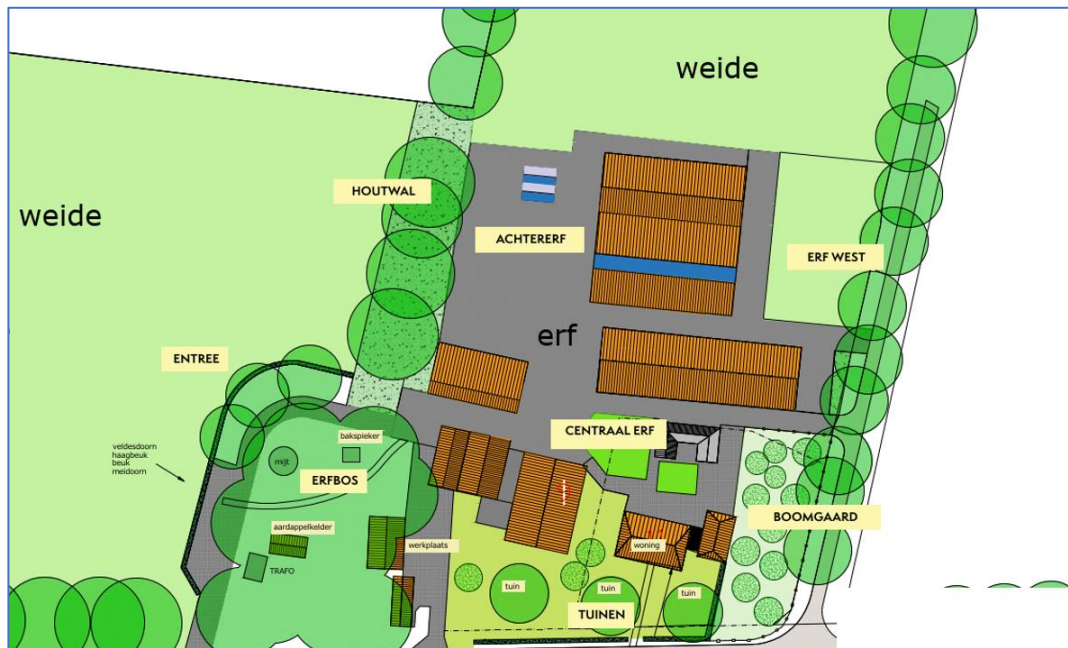 weide
weide
HOUTWAL
ACHTERERF
ERF WEST
erf
ENTREE
CENTRAAL ERF
veldesdoorn
haagbeuk
beuk
meidoorn
bakspieker
mijt
ERFBOS
aardappelkelder
TRAFO
werkplaats
woning
BOOMGAARD
tuin
tuin
tuin
TUINEN